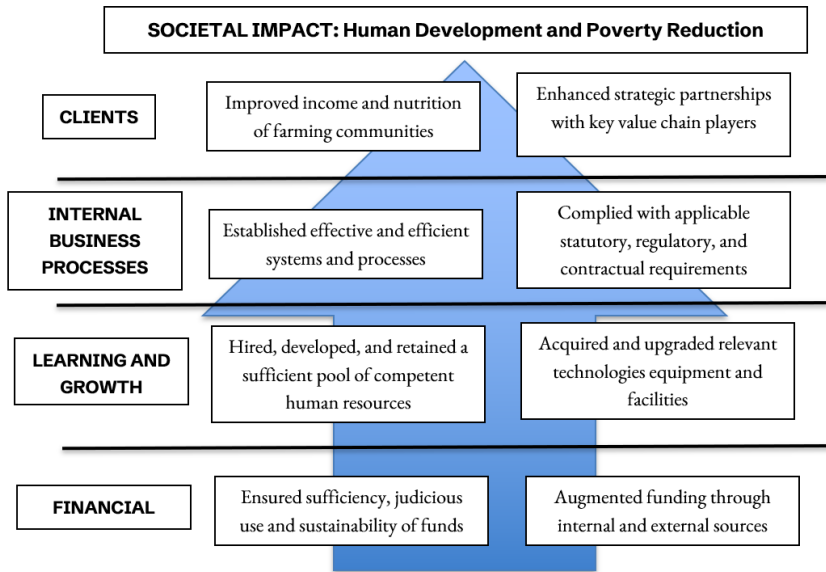 SOCIETAL IMPACT: Human Development and Poverty Reduction
CLIENTS
Improved income and nutrition
of farming communities
Enhanced strategic partnerships
with key value chain players
INTERNAL
BUSINESS
PROCESSES
Established effective and efficient
systems and processes
Complied with applicable
statutory, regulatory, and
contractual requirements
LEARNING AND
GROWTH
Hired, developed, and retained a
sufficient pool of competent
human resources
Acquired and upgraded relevant
technologies equipment and
facilities
FINANCIAL
Ensured sufficiency, judicious
use and sustainability of funds
Augmented funding through
internal and external sources